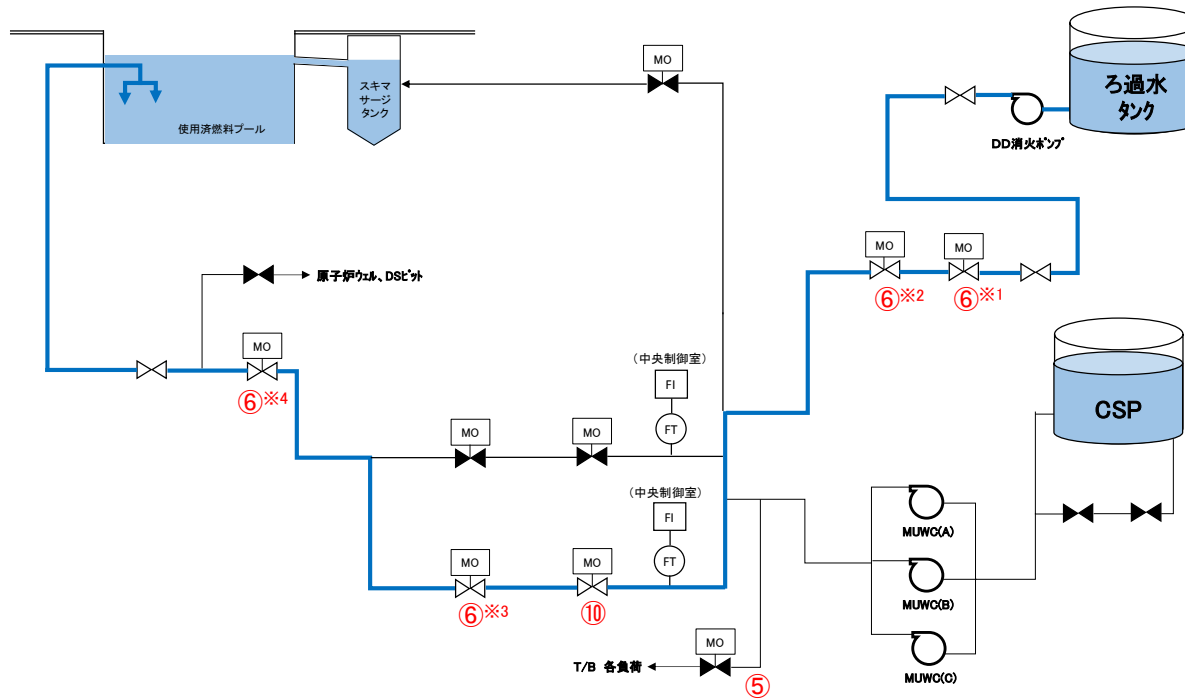 MO
スキマ
サージ
タンク
使用済燃料プール
ろ過水
タンク
DD消火ポンプ
MO
MO
⑥※2
⑥※1
原子炉ウェル、DSピット
MO
⑥※4
(中央制御室)
FI
FT
MO
MO
CSP
(中央制御室)
FI
FT
MO
MO
⑥※3
⑩
MUWC(A)
MUWC(B)
MUWC(C)
MO
T/B 各負荷
⑤